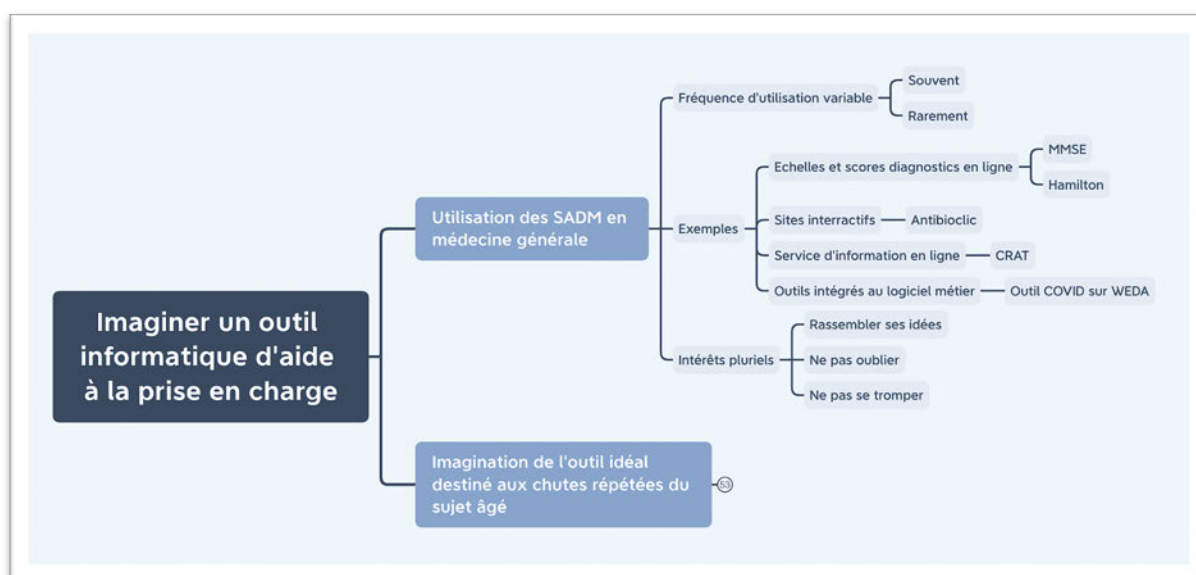 Imaginer un outil
informatique d'aide
à la prise en charge
Utilisation des SADM en
médecine générale
Fréquence d'utilisation variable
Souvent
Rarement
Exemples
Echelles et scores diagnostics en ligne
MMSE
Hamilton
Sites interractifs
Antibioclic
Service d'information en ligne
CRAT
Outils intégrés au logiciel métier
Outil COVID sur WEDA
Intérêts pluriels
Rassembler ses idées
Ne pas oublier
Ne pas se tromper
Imagination de l'outil idéal
destiné aux chutes répétées du
sujet âgé
53